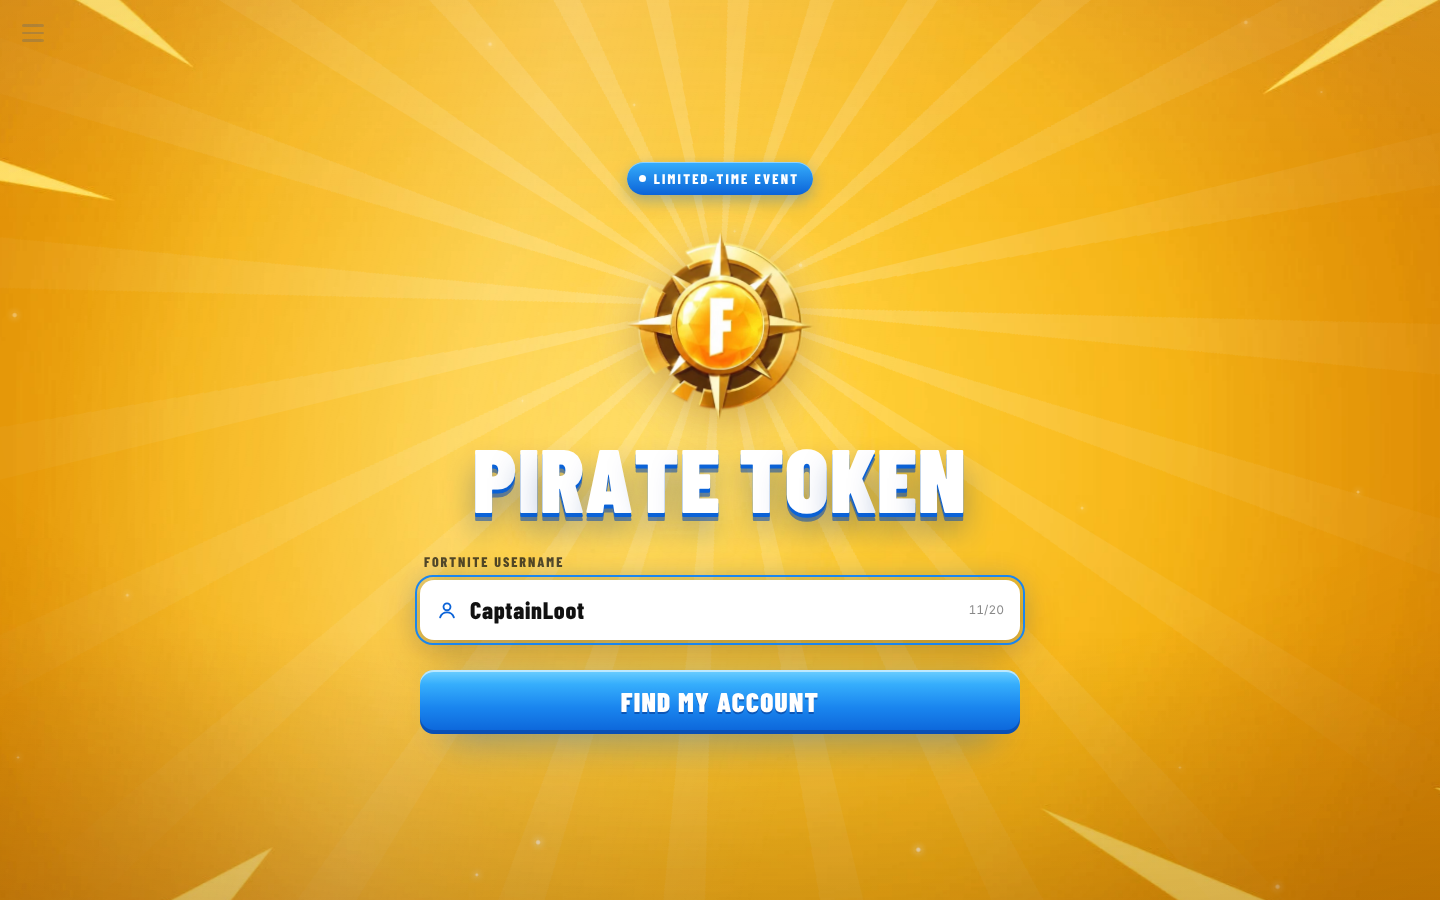 LIMITED-TIME EVENT
F
PIRATE TOKEN
FORTNITE USERNAME
CaptainLoot
11/20
FIND MY ACCOUNT